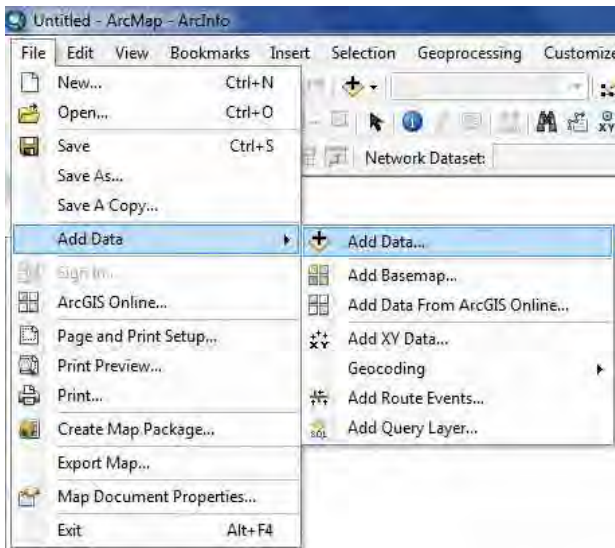 Untitled - ArcMap - ArcInfo
File Edit View Bookmarks Insert Selection Geoprocessing Customize
New... Ctrl+N
Open... Ctrl+O
Save Ctrl+S
Network Dataset:
Save As...
Save A Copy...
Add Data
Add Data...
Sign In...
Add Basemap...
ArcGIS Online...
Add Data From ArcGIS Online...
Page and Print Setup...
Add XY Data...
Print Preview...
Geocoding
Print...
Add Route Events...
Create Map Package...
Add Query Layer...
Export Map...
Map Document Properties...
Exit Alt+F4